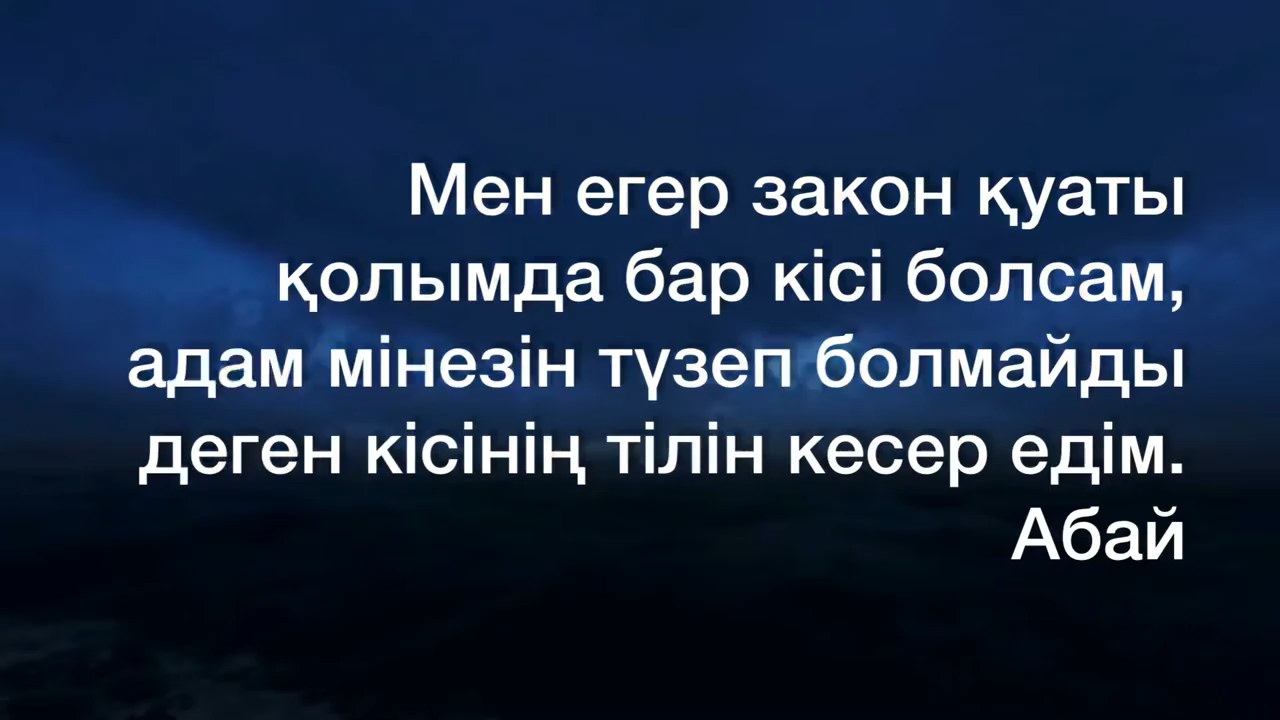 Мен егер закон қуаты
қолымда бар кісі болсам,
адам мінезін түзеп болмайды
деген кісінің тілін кесер едім.
Абай